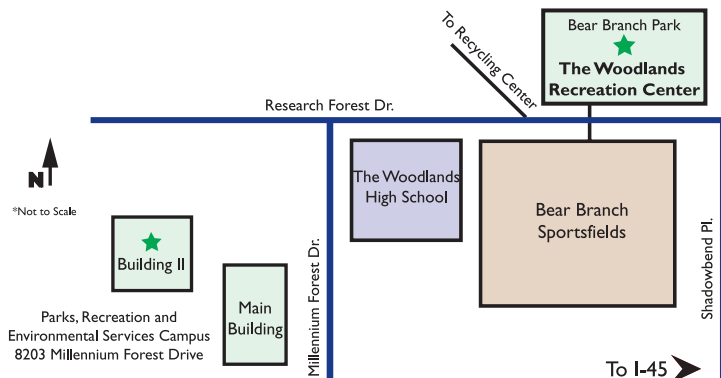 Bear Branch Park
The Woodlands
Recreation Center
To Recycling Center
Research Forest Dr.
N
*Not to Scale
The Woodlands
High School
Bear Branch
Sportsfields
Shadowbend Pl.
Millennium Forest Dr.
Building II
Main
Building
Parks, Recreation and
Environmental Services Campus
8203 Millennium Forest Drive
To I-45